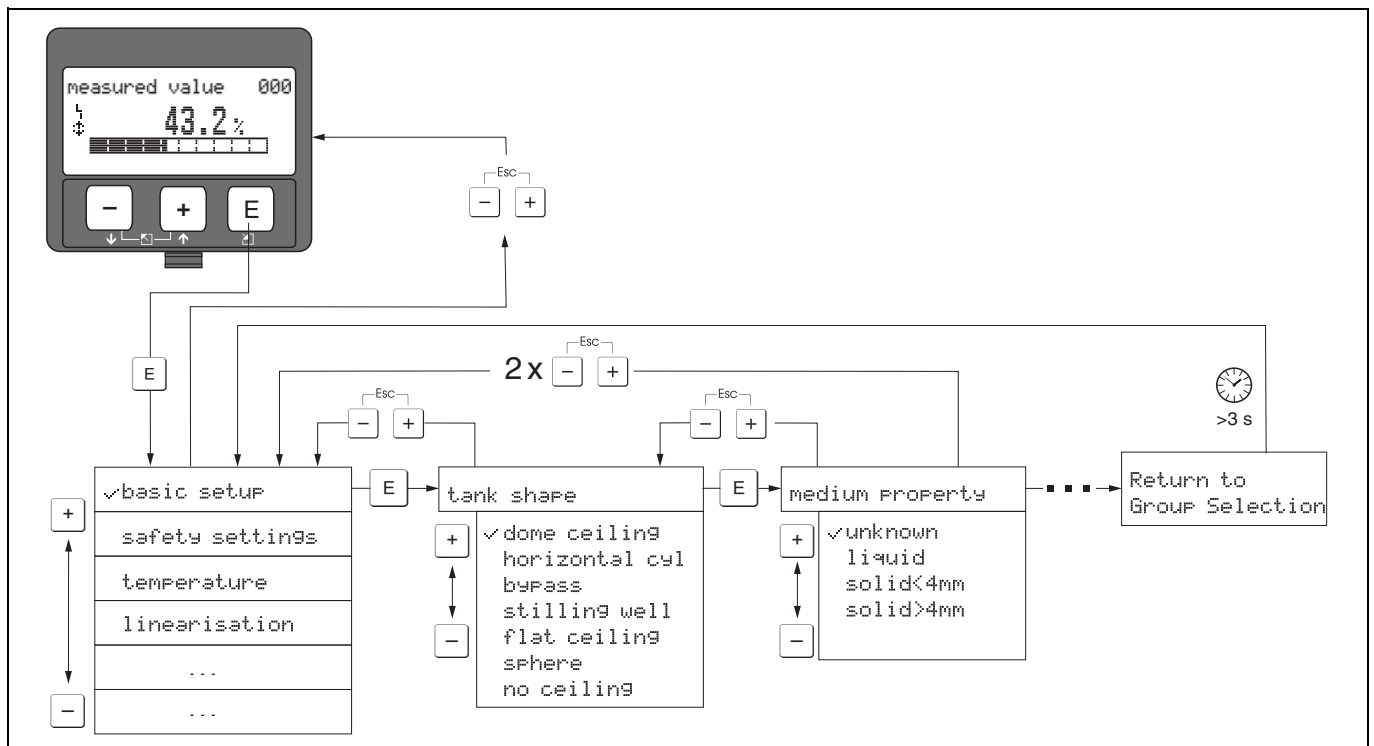 measured value 000
43.2%
- + E
Esc
- +
E
Esc
2x - +
Esc
- +
Esc
- +
>3 s
✓basic setup
safety settings
temperature
linearisation
...
...
+
-
E
tank shape
✓dome ceiling
horizontal cyl
bypass
stilling well
flat ceiling
sphere
no ceiling
+
-
E
medium property
✓unknown
liquid
solid<4mm
solid>4mm
+
-
Return to
Group Selection